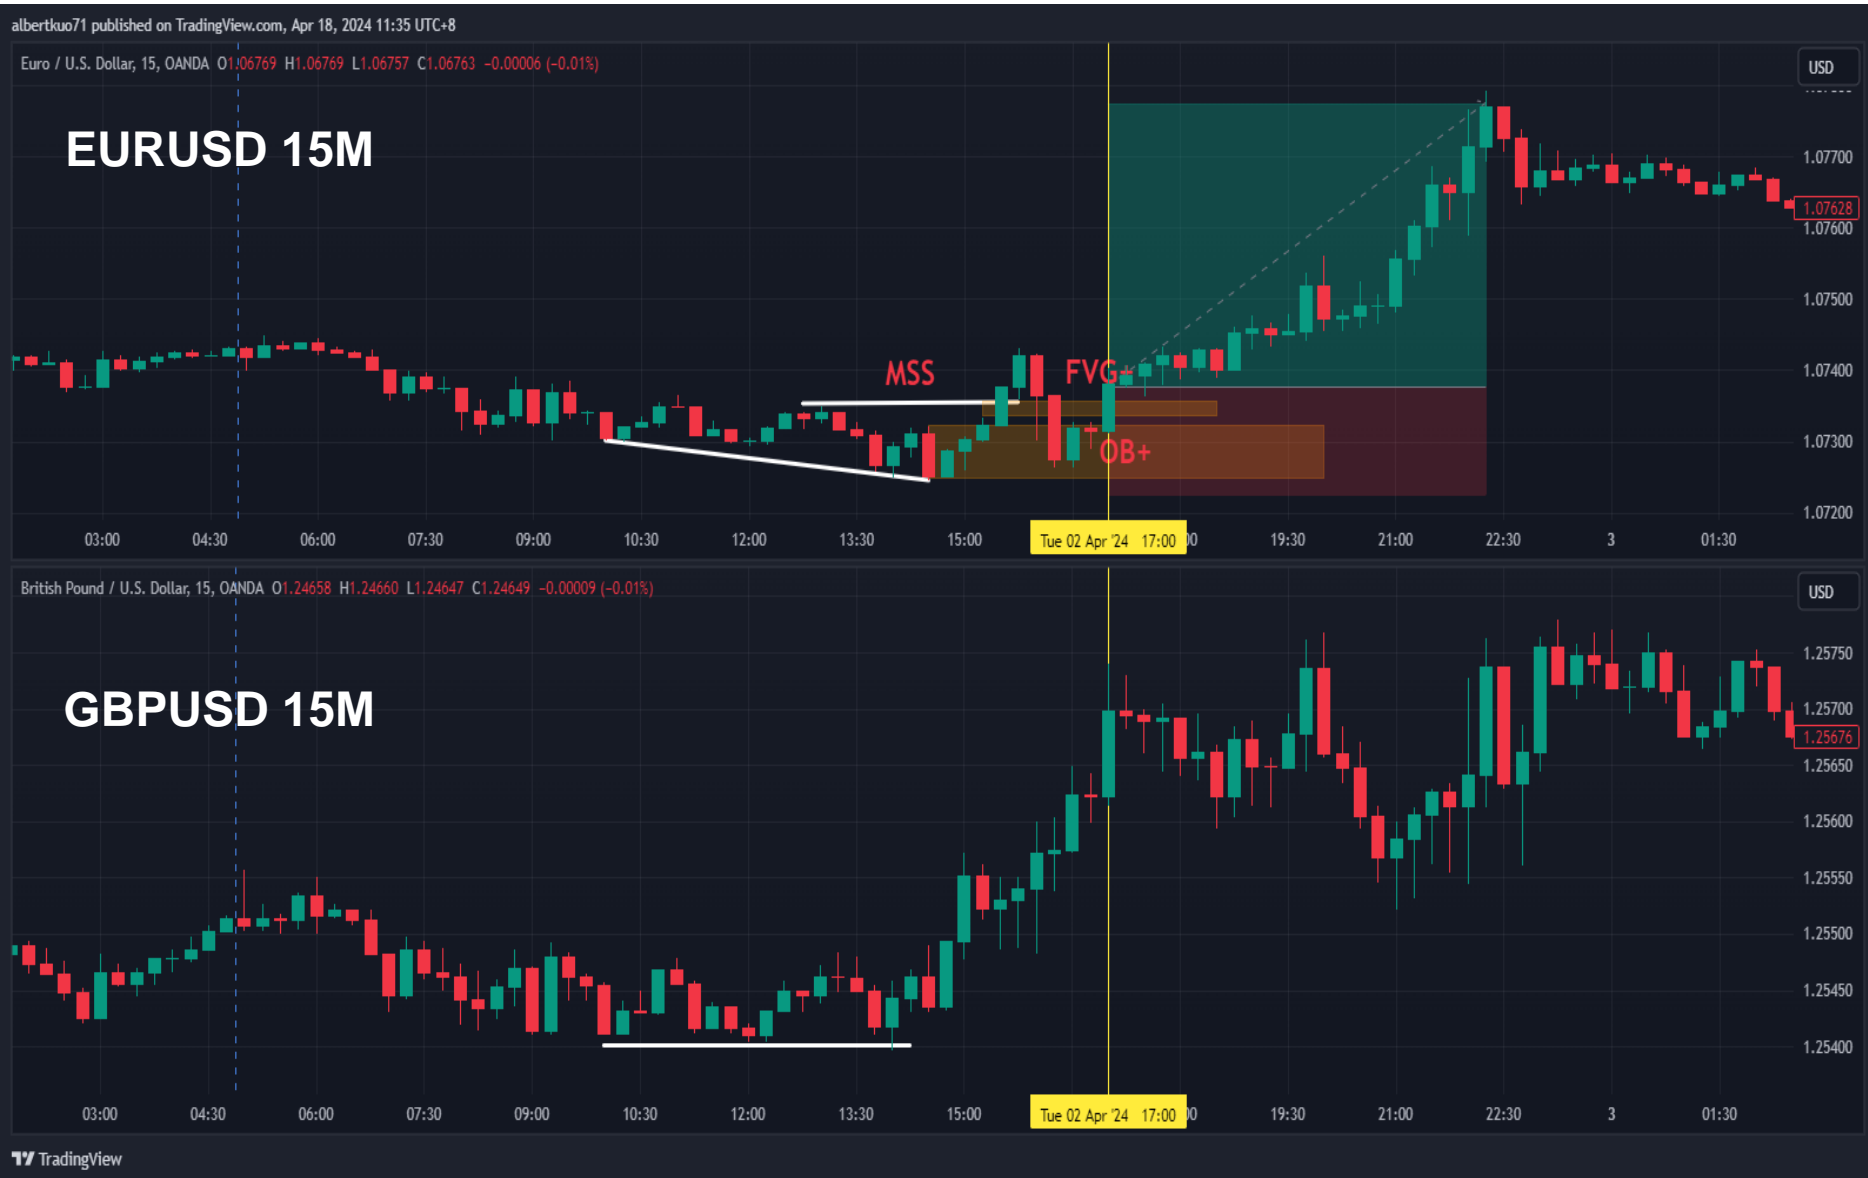 albertkuo71 published on TradingView.com, Apr 18, 2024 11:35 UTC+8
Euro / U.S. Dollar, 15, OANDA O1.06769 H1.06769 L1.06757 C1.06763 −0.00006 (−0.01%)
USD
EURUSD 15M
1.07700
1.07628
1.07600
1.07500
MSS
FVG+
1.07400
OB+
1.07300
1.07200
03:00 04:30 06:00 07:30 09:00 10:30 12:00 13:30 15:00 Tue 02 Apr '24 17:00 19:30 21:00 22:30 3 01:30
British Pound / U.S. Dollar, 15, OANDA O1.24658 H1.24660 L1.24647 C1.24649 −0.00009 (−0.01%)
USD
1.25750
GBPUSD 15M
1.25700
1.25676
1.25650
1.25600
1.25550
1.25500
1.25450
1.25400
03:00 04:30 06:00 07:30 09:00 10:30 12:00 13:30 15:00 Tue 02 Apr '24 17:00 19:30 21:00 22:30 3 01:30
TradingView